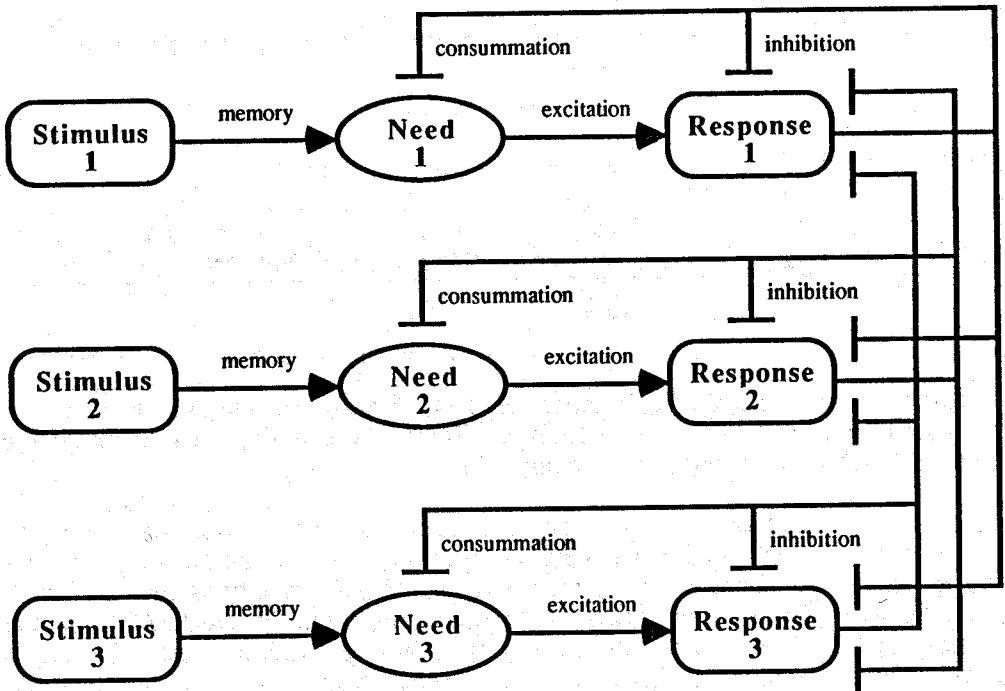 consummation
inhibition
memory
excitation
Stimulus
1
Need
1
Response
1
consummation
inhibition
memory
excitation
Stimulus
2
Need
2
Response
2
consummation
inhibition
memory
excitation
Stimulus
3
Need
3
Response
3